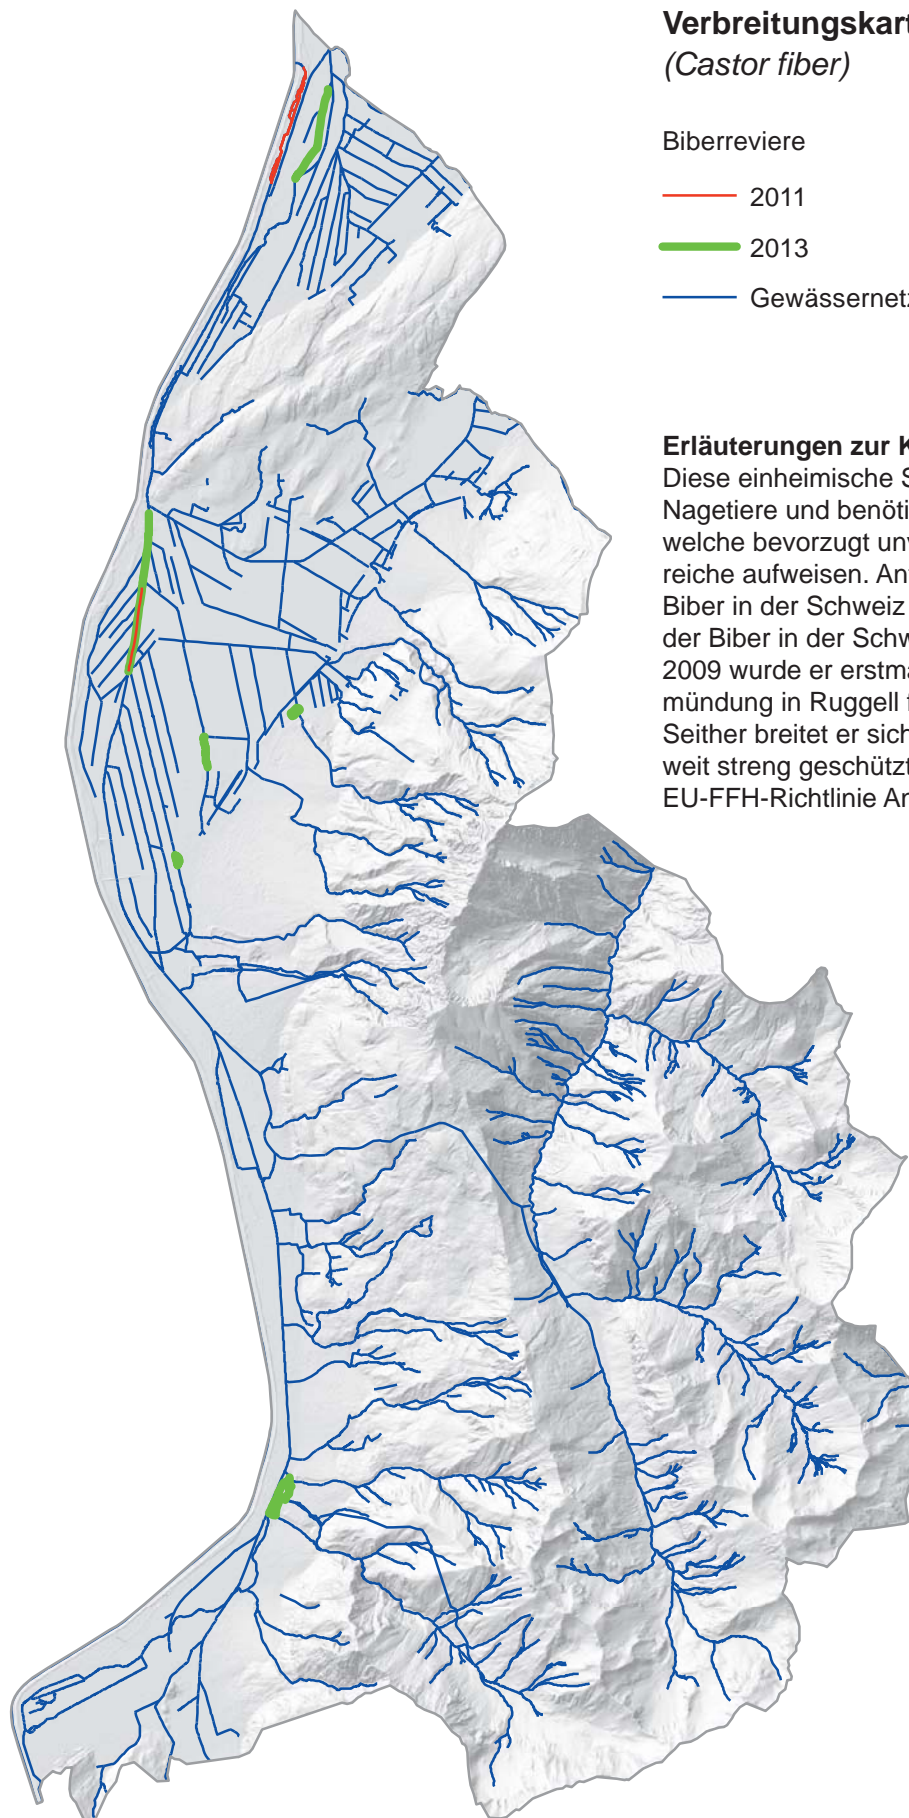 Verbreitungskart
(Castor fiber)
Biberreviere
2011
2013
Gewässernetz
Erläuterungen zur K
Diese einheimische S
Nagetiere und benöti
welche bevorzugt unv
reiche aufweisen. An
Biber in der Schweiz
der Biber in der Schw
2009 wurde er erstma
mündung in Ruggell f
Seither breitet er sich
weit streng geschützt
EU-FFH-Richtlinie An